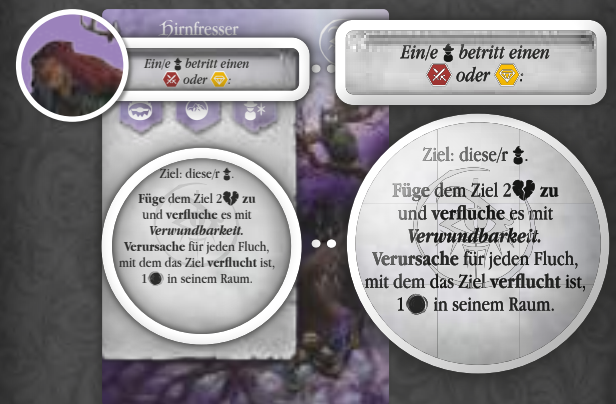 Hirnfresser
Ein/e betritt einen
oder :
Ein/e betritt einen
oder :
Ziel: diese/r .
Füge dem Ziel 2 zu
und verfluche es mit
Verwundbarkeit.
Verursache für jeden Fluch,
mit dem das Ziel verflucht ist,
1 in seinem Raum.
Ziel: diese/r .
Füge dem Ziel 2 zu
und verfluche es mit
Verwundbarkeit.
Verursache für jeden Fluch,
mit dem das Ziel verflucht ist,
1 in seinem Raum.